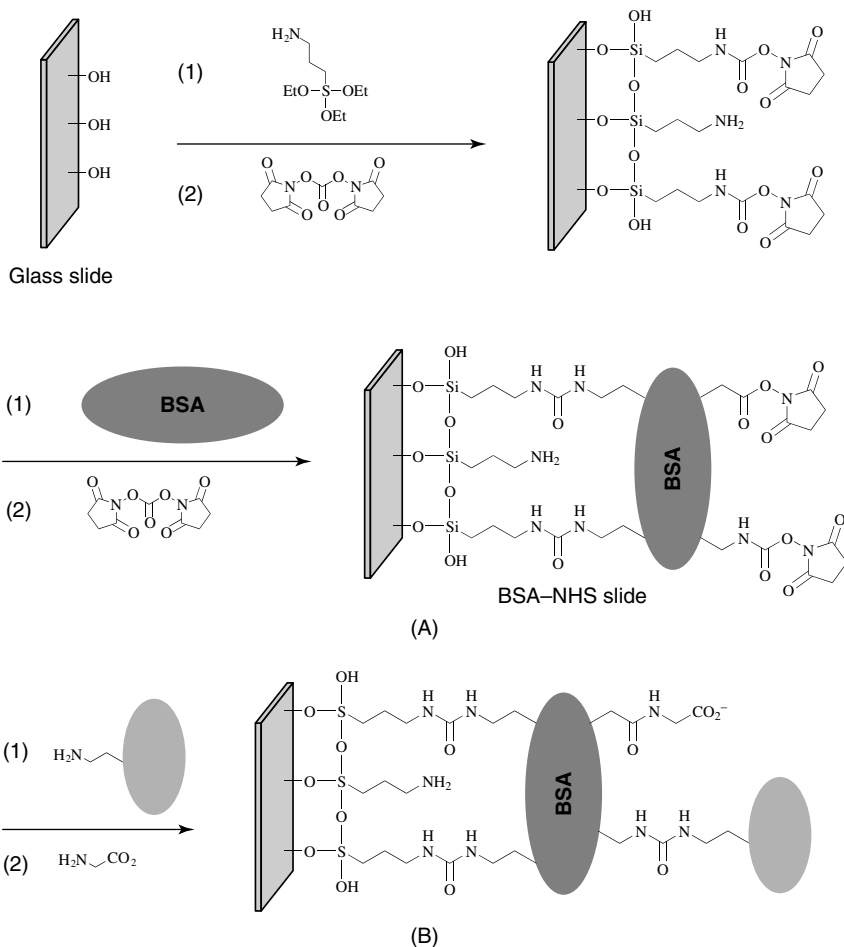 OH
OH
OH
Glass slide
(1)
H₂N
EtO S OEt
OEt
(2)
O O O O
N N
O O O
OH
O Si H N O O N O
O O
O
O Si NH₂
O
O Si H N O O N O
OH O O
(1)
BSA
(2)
O O O O
N N
O O O
OH
O Si H N H N O N O
O O O
O
O Si NH₂
O
BSA
O Si H N H N H N O N O
OH O O O
BSA–NHS slide
(A)
(1)
H₂N
(2)
H₂N CO₂
OH
O S H N H N H N CO₂⁻
O O O
O S NH₂
O
BSA
O S H N H N H N H N
OH O O
(B)